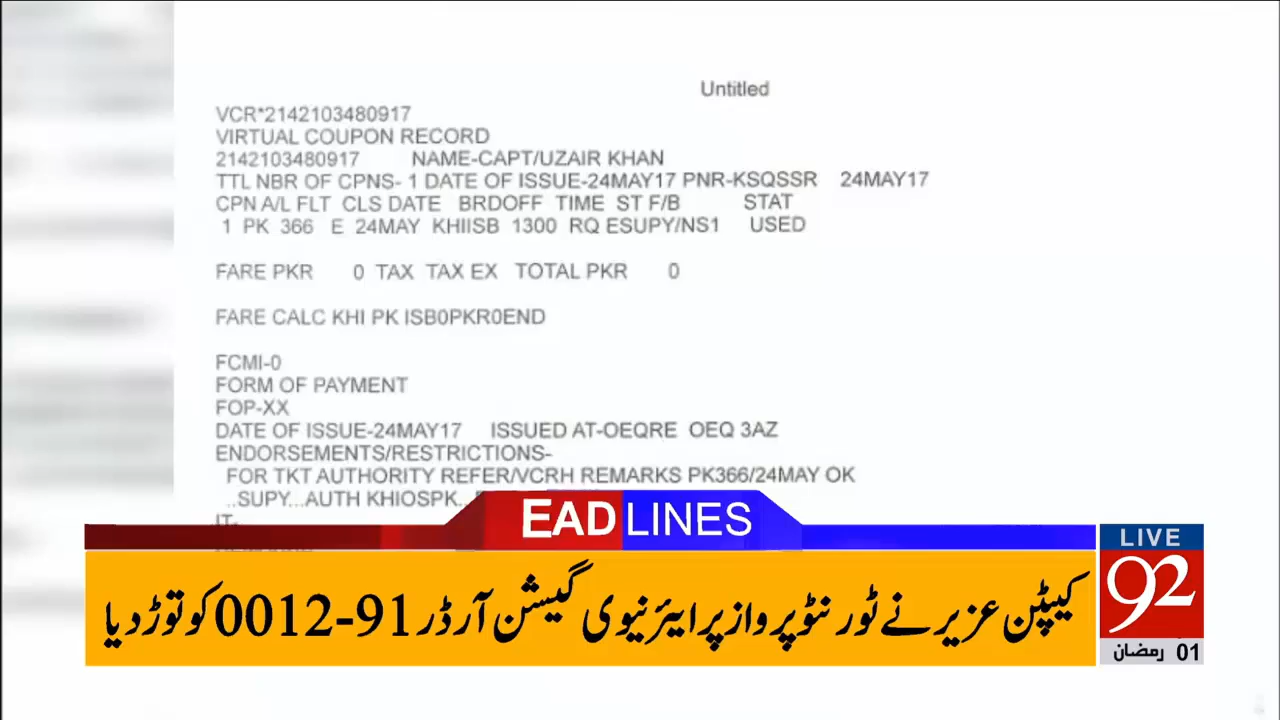 Untitled
VCR*2142103480917
VIRTUAL COUPON RECORD
2142103480917 NAME-CAPT/UZAIR KHAN
TTL NBR OF CPNS- 1 DATE OF ISSUE-24MAY17 PNR-KSQSSR 24MAY17
CPN A/L FLT CLS DATE BRDOFF TIME ST F/B STAT
1 PK 366 E 24MAY KHIISB 1300 RQ ESUPY/NS1 USED
FARE PKR 0 TAX TAX EX TOTAL PKR 0
FARE CALC KHI PK ISB0PKR0END
FCMI-0
FORM OF PAYMENT
FOP-XX
DATE OF ISSUE-24MAY17 ISSUED AT-OEQRE OEQ 3AZ
ENDORSEMENTS/RESTRICTIONS-
FOR TKT AUTHORITY REFER/VCRH REMARKS PK366/24MAY OK
..SUPY...AUTH KHIOSPK..
EADLINES
کیپٹن عزیر نے ٹورنٹو پرواز پر ایئر نیوی گیشن آرڈر 91-0012 کو توڑ دیا
LIVE
92
01 رمضان